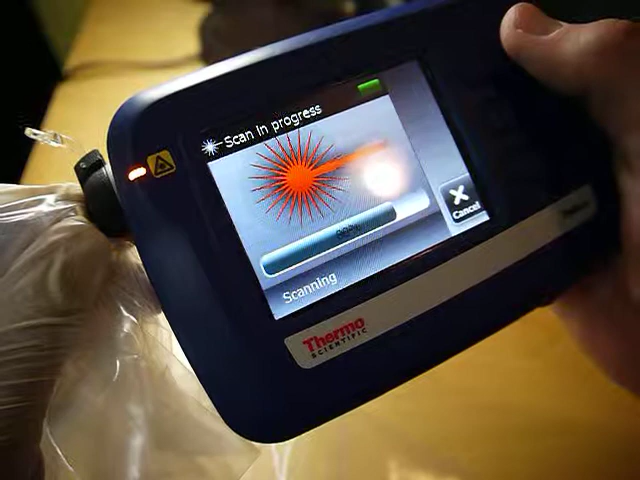 Scan in progress
Cancel
Scanning
Thermo
SCIENTIFIC